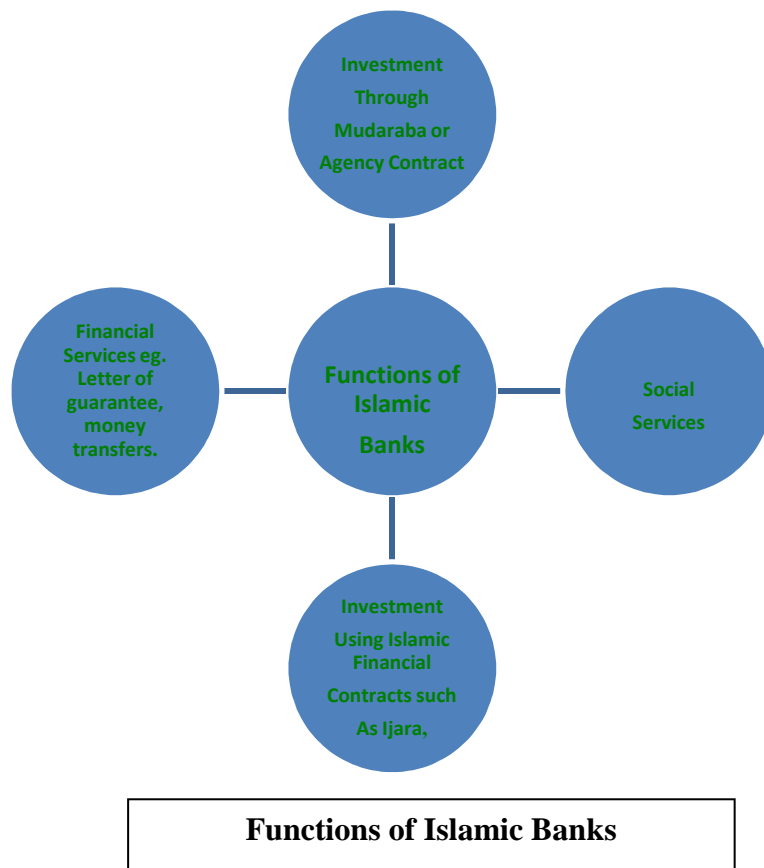 Investment
Through
Mudaraba or
Agency Contract
Financial
Services eg.
Letter of
guarantee,
money
transfers.
Functions of
Islamic
Banks
Social
Services
Investment
Using Islamic
Financial
Contracts such
As Ijara,
Functions of Islamic Banks